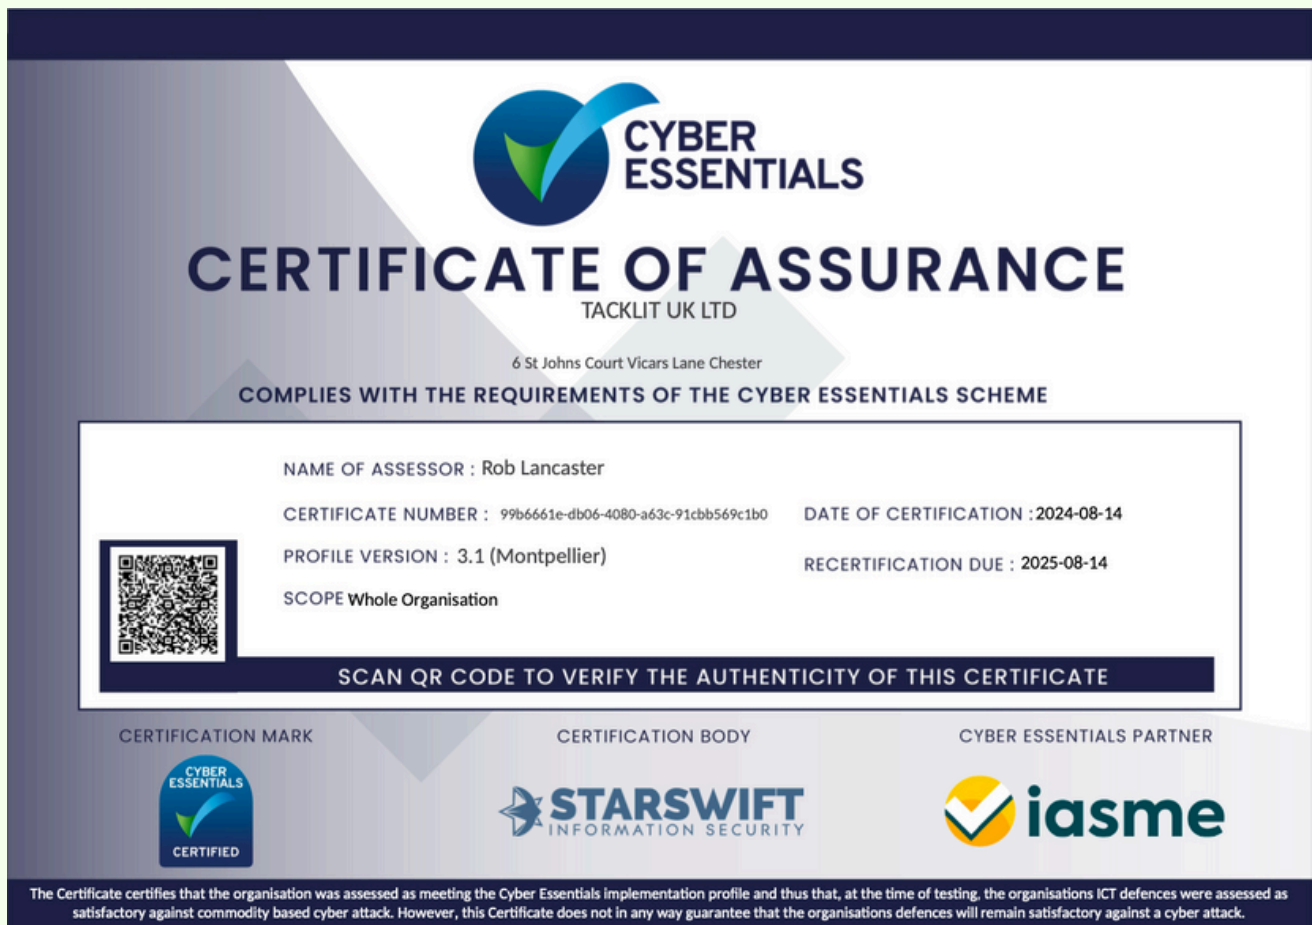 CYBER
ESSENTIALS
CERTIFICATE OF ASSURANCE
TACKLIT UK LTD
6 St Johns Court Vicars Lane Chester
COMPLIES WITH THE REQUIREMENTS OF THE CYBER ESSENTIALS SCHEME
NAME OF ASSESSOR : Rob Lancaster
CERTIFICATE NUMBER : 99b6661e-db06-4080-a63c-91cbb569c1b0
DATE OF CERTIFICATION : 2024-08-14
PROFILE VERSION : 3.1 (Montpellier)
RECERTIFICATION DUE : 2025-08-14
SCOPE Whole Organisation
SCAN QR CODE TO VERIFY THE AUTHENTICITY OF THIS CERTIFICATE
CERTIFICATION MARK
CERTIFICATION BODY
CYBER ESSENTIALS PARTNER
CYBER
ESSENTIALS
CERTIFIED
STARSWIFT
INFORMATION SECURITY
iasme
The Certificate certifies that the organisation was assessed as meeting the Cyber Essentials implementation profile and thus that, at the time of testing, the organisations ICT defences were assessed as
satisfactory against commodity based cyber attack. However, this Certificate does not in any way guarantee that the organisations defences will remain satisfactory against a cyber attack.